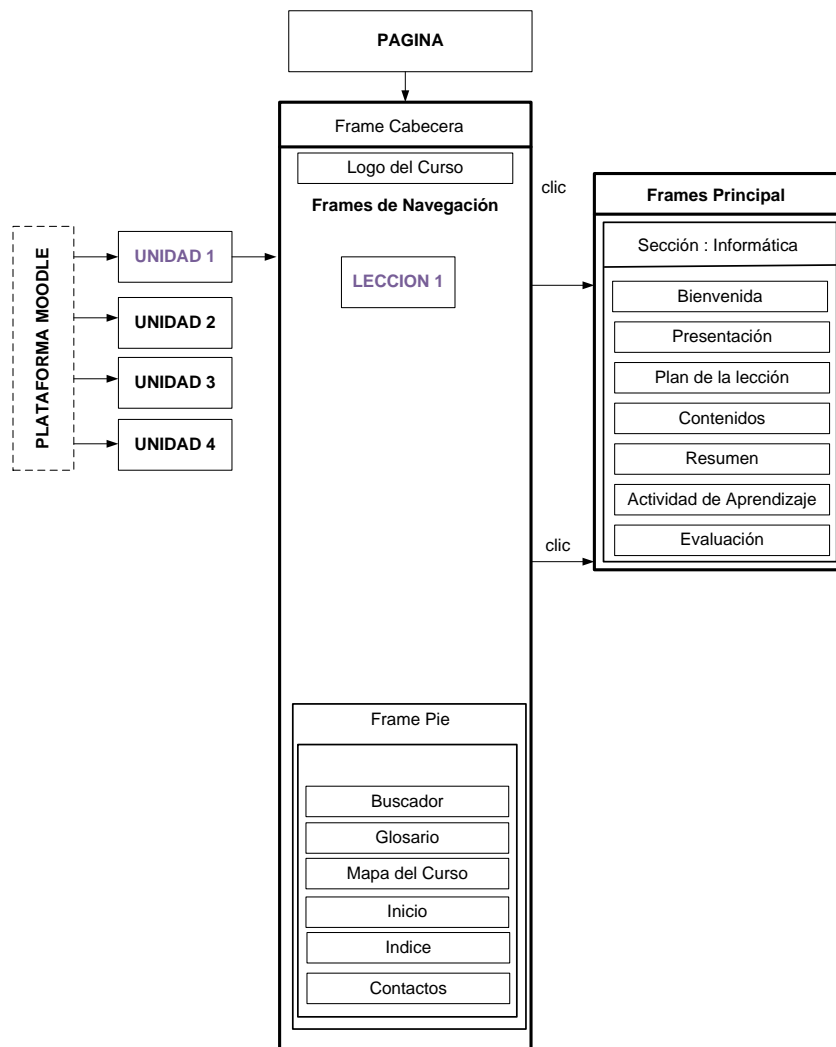 PAGINA
Frame Cabecera
Logo del Curso
Frames de Navegación
LECCION 1
PLATAFORMA MOODLE
UNIDAD 1
UNIDAD 2
UNIDAD 3
UNIDAD 4
clic
clic
Frames Principal
Sección : Informática
Bienvenida
Presentación
Plan de la lección
Contenidos
Resumen
Actividad de Aprendizaje
Evaluación
Frame Pie
Buscador
Glosario
Mapa del Curso
Inicio
Indice
Contactos